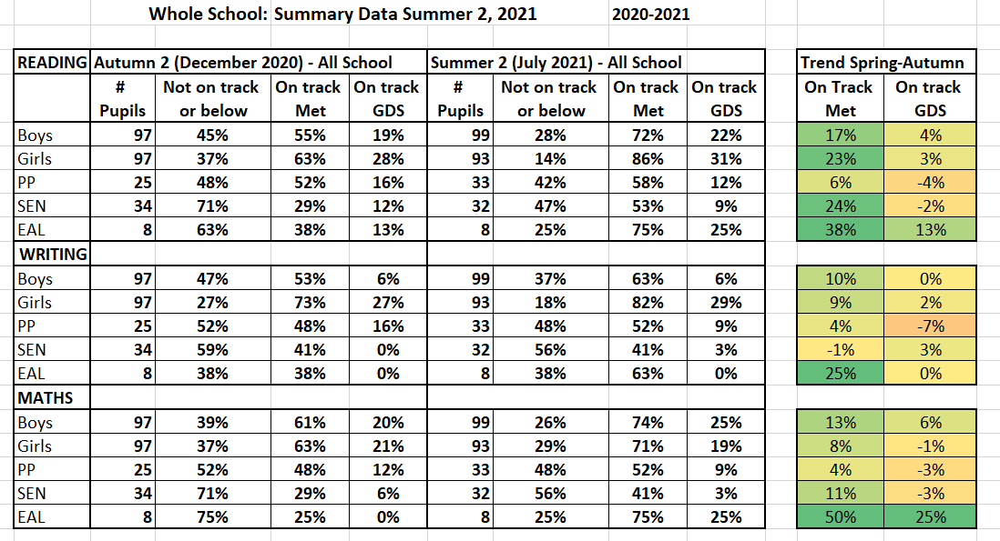 Whole School: Summary Data Summer 2, 2021 2020-2021
READING Autumn 2 (December 2020) - All School Summer 2 (July 2021) - All School Trend Spring-Autumn
# Pupils Not on track or below On track Met On track GDS # Pupils Not on track or below On track Met On track GDS On Track Met On track GDS
Boys 97 45% 55% 19% 99 28% 72% 22% 17% 4%
Girls 97 37% 63% 28% 93 14% 86% 31% 23% 3%
PP 25 48% 52% 16% 33 42% 58% 12% 6% -4%
SEN 34 71% 29% 12% 32 47% 53% 9% 24% -2%
EAL 8 63% 38% 13% 8 25% 75% 25% 38% 13%
WRITING
Boys 97 47% 53% 6% 99 37% 63% 6% 10% 0%
Girls 97 27% 73% 27% 93 18% 82% 29% 9% 2%
PP 25 52% 48% 16% 33 48% 52% 9% 4% -7%
SEN 34 59% 41% 0% 32 56% 41% 3% -1% 3%
EAL 8 38% 38% 0% 8 38% 63% 0% 25% 0%
MATHS
Boys 97 39% 61% 20% 99 26% 74% 25% 13% 6%
Girls 97 37% 63% 21% 93 29% 71% 19% 8% -1%
PP 25 52% 48% 12% 33 48% 52% 9% 4% -3%
SEN 34 71% 29% 6% 32 56% 41% 3% 11% -3%
EAL 8 75% 25% 0% 8 25% 75% 25% 50% 25%